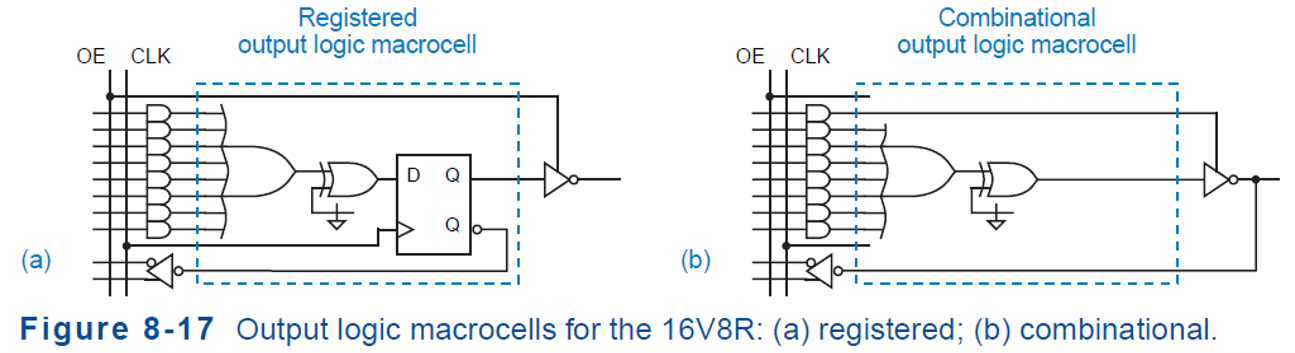 Registered
output logic macrocell
OE CLK
D Q
Q
(a)
Combinational
output logic macrocell
OE CLK
(b)
Figure 8-17 Output logic macrocells for the 16V8R: (a) registered; (b) combinational.